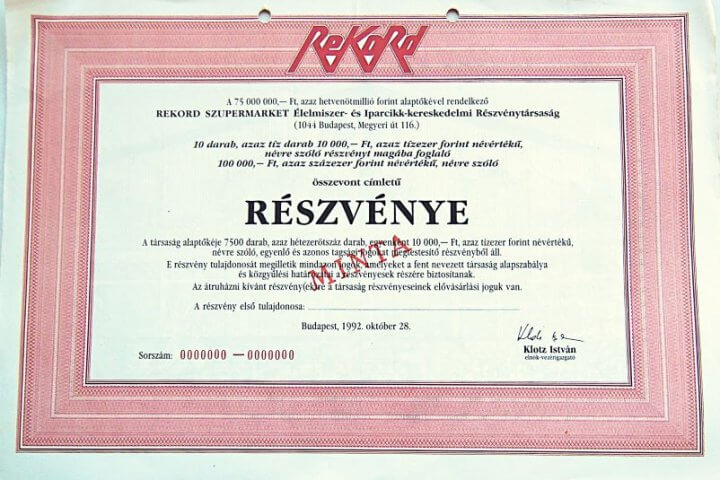 ReKoRd
A 75 000 000,— Ft, azaz hetvenötmillió forint alaptőkével rendelkező
REKORD SZUPERMARKET Élelmiszer- és Iparcikk-kereskedelmi Részvénytársaság
(1044 Budapest, Megyeri út 116.)
10 darab, azaz tíz darab 10 000,— Ft, azaz tízezer forint névértékű,
névre szóló részvényt magába foglaló
100 000,— Ft, azaz százezer forint névértékű, névre szóló
összevont címletű
RÉSZVÉNYE
A társaság alaptőkéje 7500 darab, azaz hétezerötszáz darab, egyenként 10 000,— Ft, azaz tízezer forint névértékű,
névre szóló, egyenlő és azonos tagsági jogokat megtestesítő részvényből áll.
E részvény tulajdonosát megilletik mindazon jogok, amelyeket a fent nevezett társaság alapszabálya
és közgyűlési határozatai a részvényesek részére biztosítanak.
Az átruházni kívánt részvény(ek)re a társaság részvényeseinek elővásárlási joguk van.
MINTA
A részvény első tulajdonosa:
Budapest, 1992. október 28.
Klotz István
elnök-vezérigazgató
Sorszám: 0000000 — 0000000